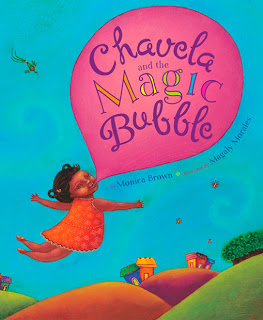 Chavela
and the
Magic
Bubble
by Monica Brown • illustrated by Magaly Morales